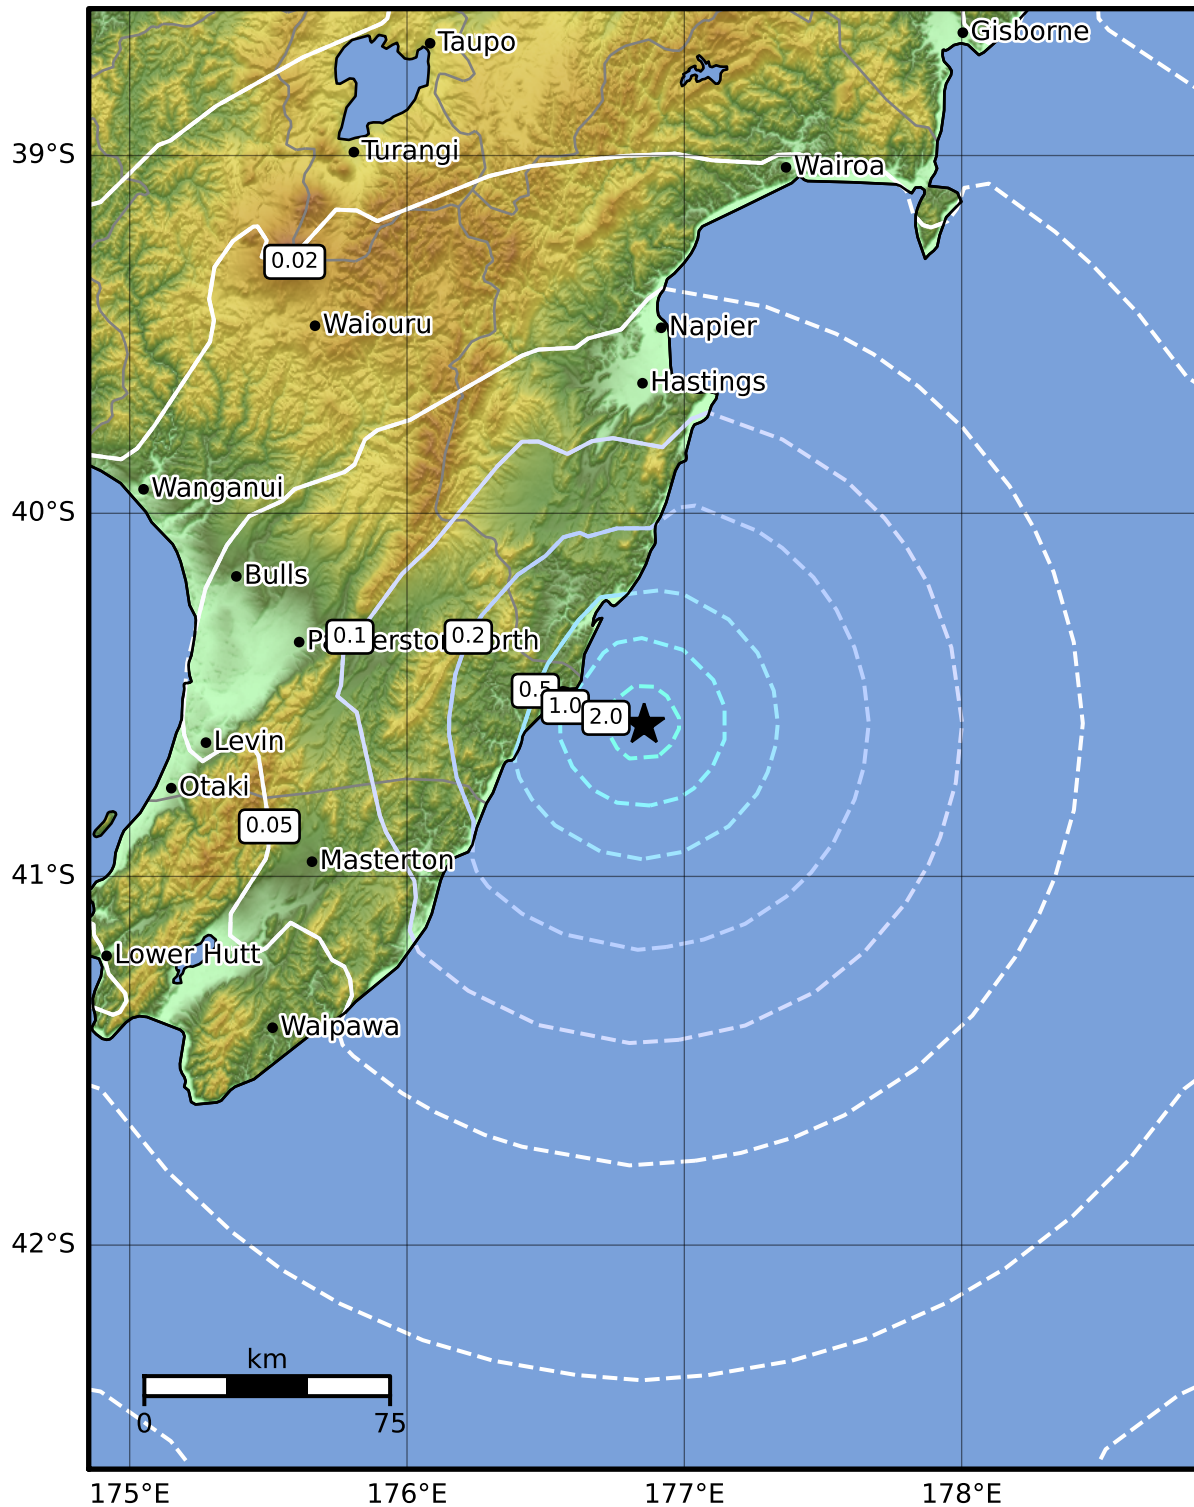 Gisborne
Taupo
39°S
Turangi
Wairoa
0.02
Waiouru
Napier
Hastings
Wanganui
40°S
Bulls
0.1
0.2
0.5
1.0
2.0
Levin
Otaki
0.05
Masterton
41°S
Lower Hutt
Waipawa
42°S
km
0
75
175°E
176°E
177°E
178°E